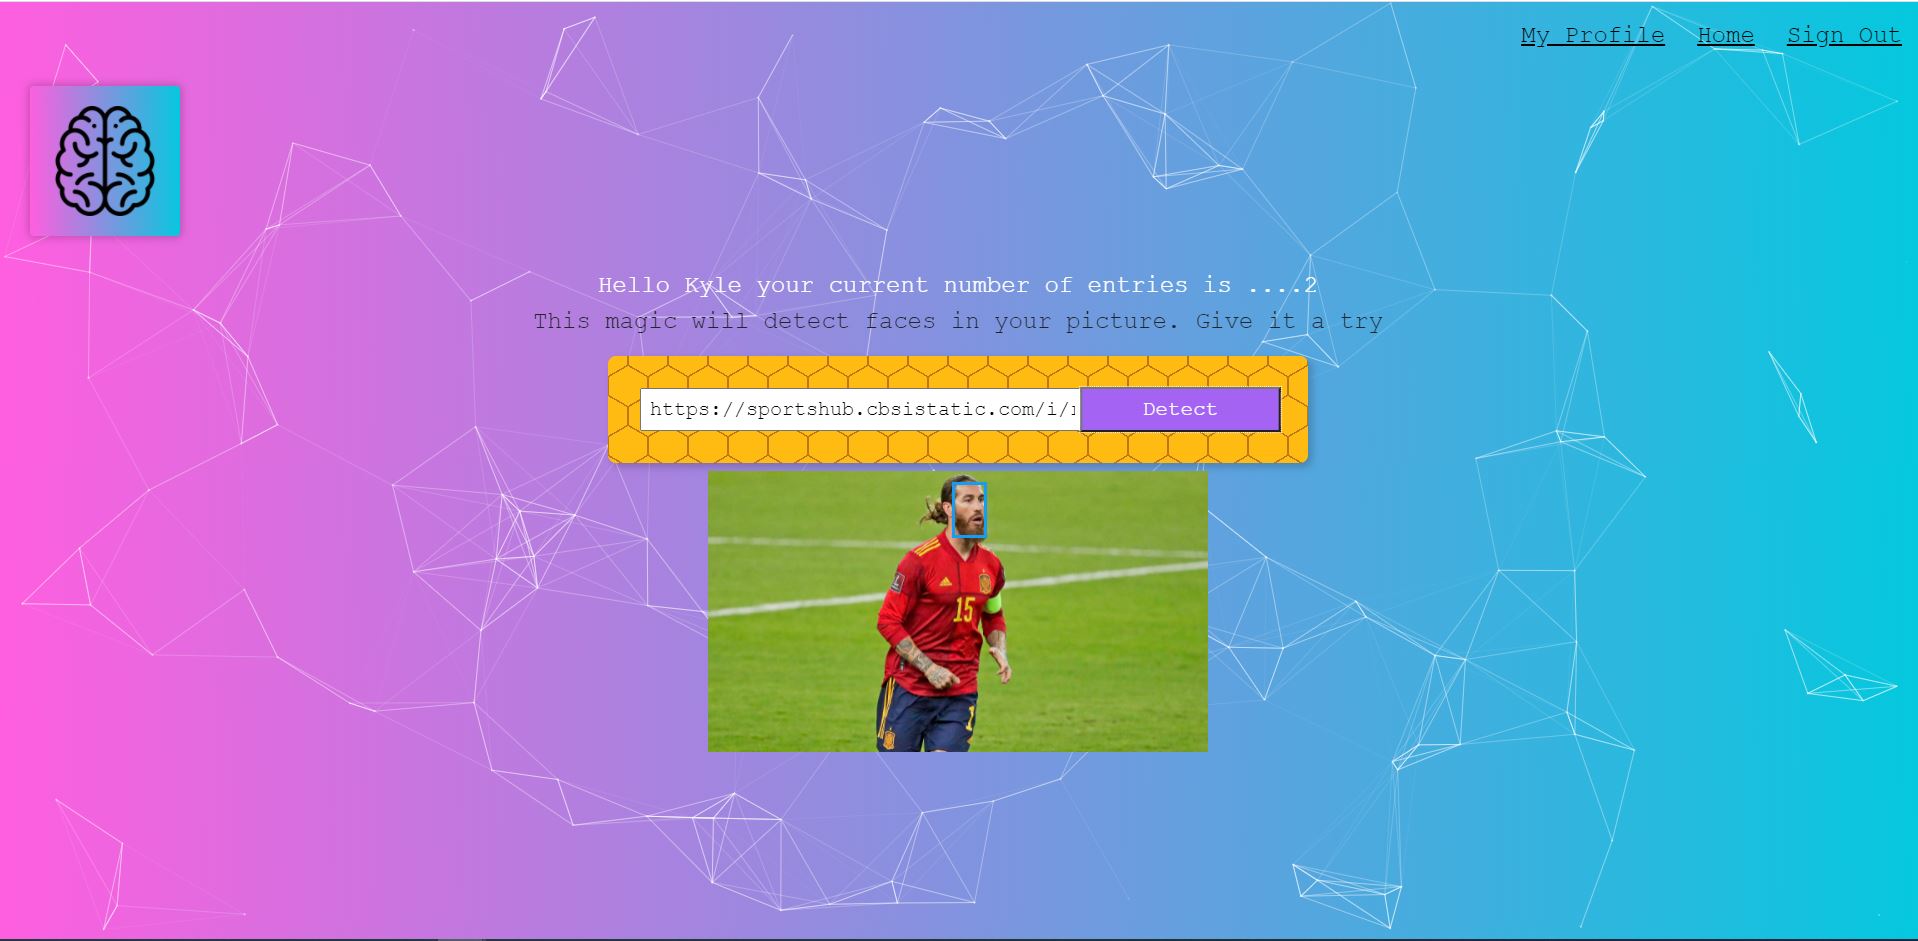 My Profile Home Sign Out
Hello Kyle your current number of entries is ....2
This magic will detect faces in your picture. Give it a try
https://sportshub.cbsistatic.com/i/ Detect
15
1